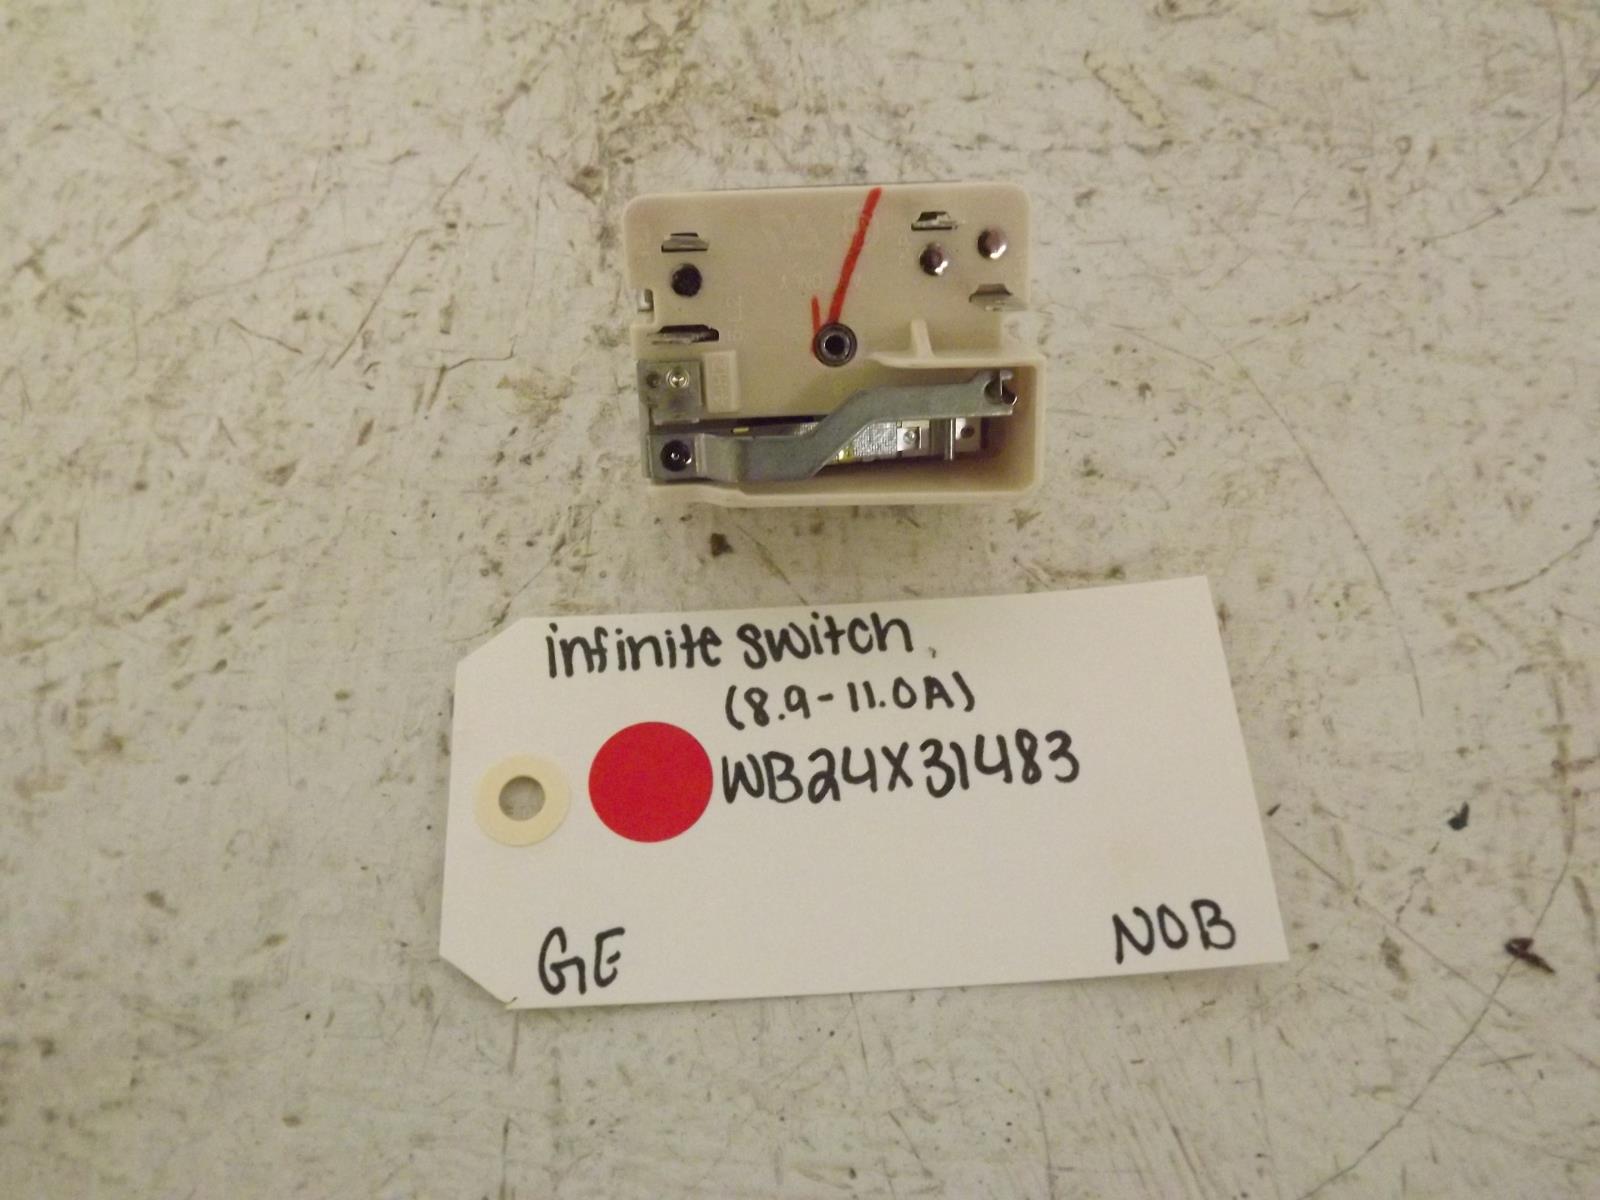 infinite switch
(8.9-11.0A)
WB24X31483
GE
NOB